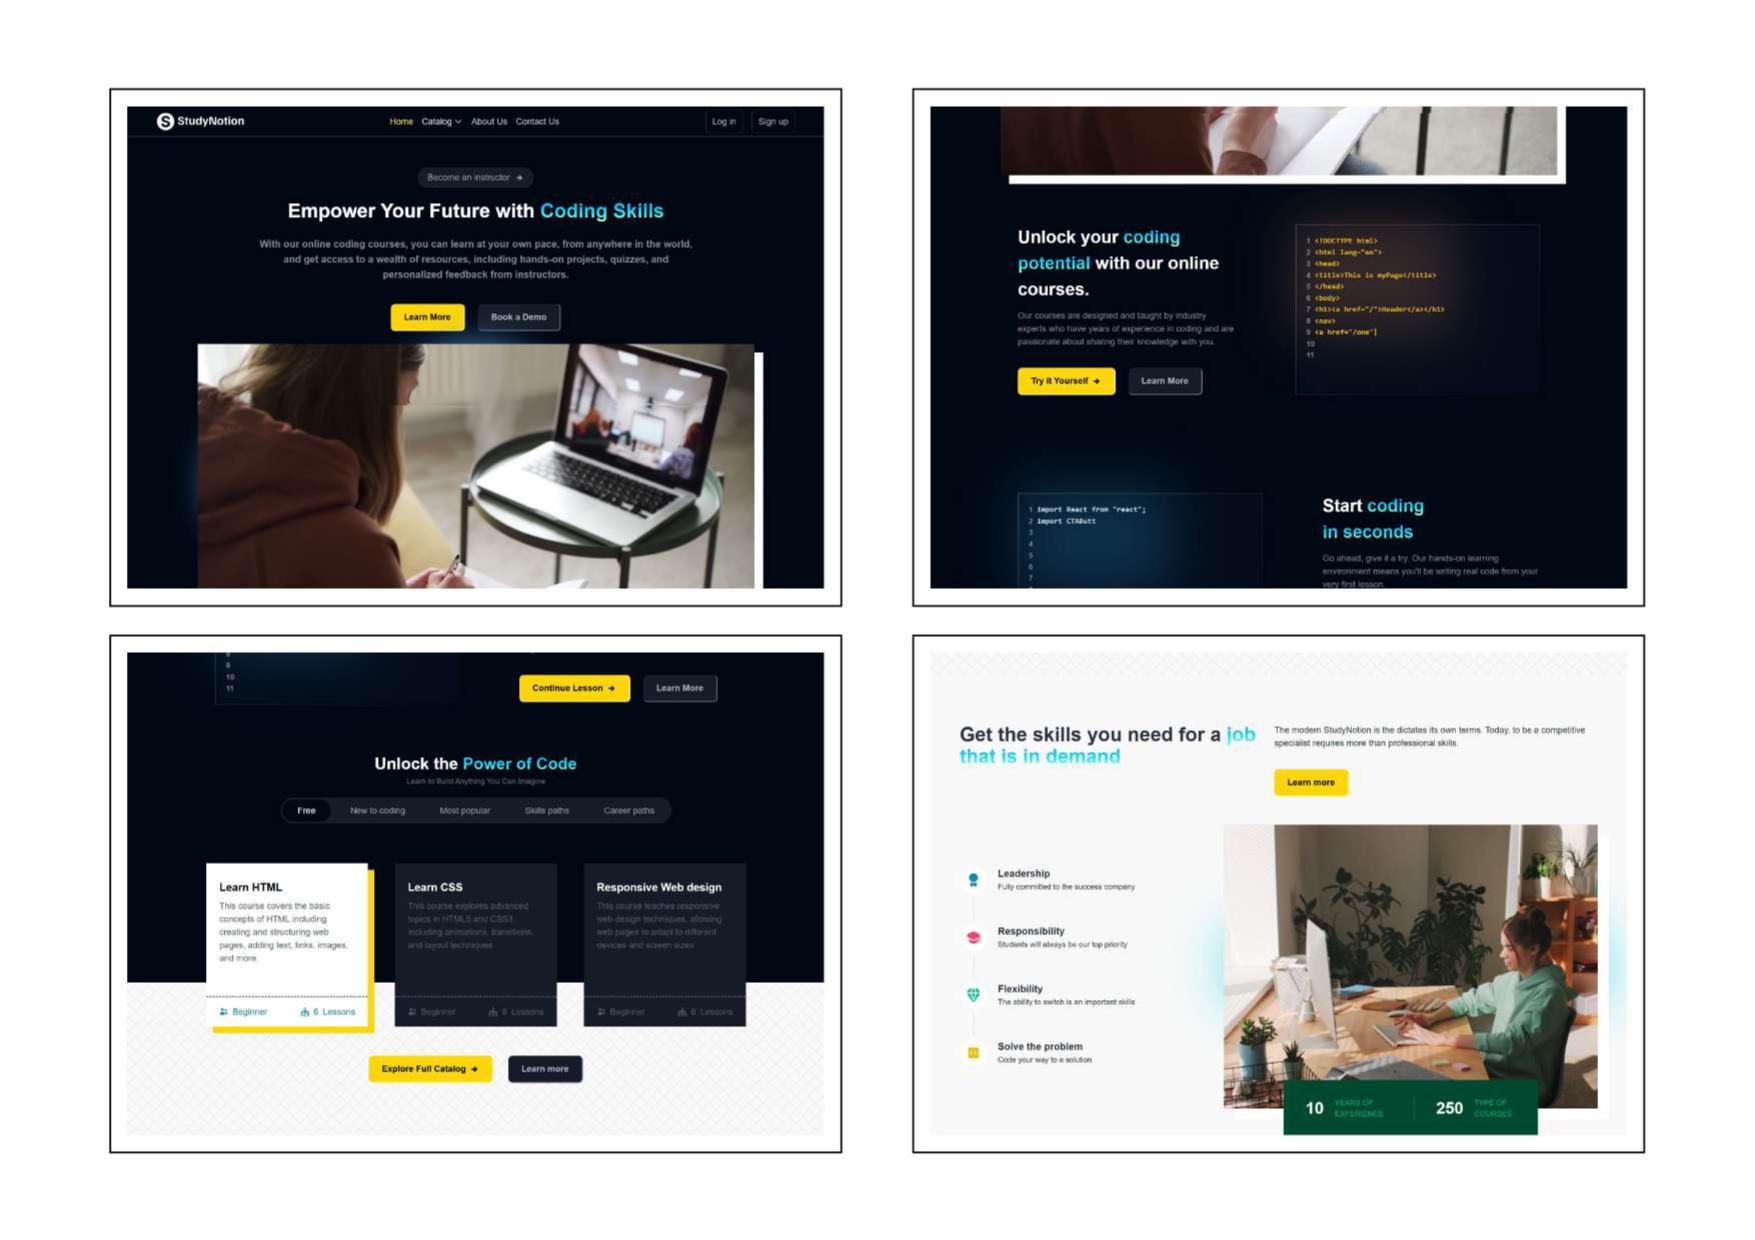 StudyNotion
Home Catalog About Us Contact Us
Log in Sign up
Become an instructor →
Empower Your Future with Coding Skills
With our online coding courses, you can learn at your own pace, from anywhere in the world,
and get access to a wealth of resources, including hands-on projects, quizzes, and
personalized feedback from instructors.
Learn More Book a Demo
Unlock your coding
potential with our online
courses.
Our courses are designed and taught by industry
experts who have years of experience in coding and are
passionate about sharing their knowledge with you.
Try it Yourself → Learn More
1 <!DOCTYPE html>
2 <html lang="en">
3 <head>
4 <title>This is myPage</title>
5 </head>
6 <body>
7 <h1><a href="/">Header</a></h1>
8 <nav>
9 <a href="/one"|
10
11
1 import React from "react";
2 import CTAButt
3
4
5
6
7
Start coding
in seconds
Go ahead, give it a try. Our hands-on learning
environment means you'll be writing real code from your
very first lesson.
9
10
11
Continue Lesson → Learn More
Unlock the Power of Code
Learn to Build Anything You Can Imagine
Free New to coding Most popular Skills paths Career paths
Learn HTML
This course covers the basic
concepts of HTML including
creating and structuring web
pages, adding text, links, images,
and more.
Beginner 6 Lessons
Learn CSS
This course explores advanced
topics in HTML5 and CSS3,
including animations, transitions,
and layout techniques
Beginner 6 Lessons
Responsive Web design
This course teaches responsive
web design techniques, allowing
web pages to adapt to different
devices and screen sizes
Beginner 6 Lessons
Explore Full Catalog → Learn more
Get the skills you need for a job
that is in demand
The modern StudyNotion is the dictates its own terms. Today, to be a competitive
specialist requires more than professional skills.
Learn more
Leadership
Fully committed to the success company
Responsibility
Students will always be our top priority
Flexibility
The ability to switch is an important skills
Solve the problem
Code your way to a solution
10 YEARS OF
EXPERIENCE
250 TYPE OF
COURSES